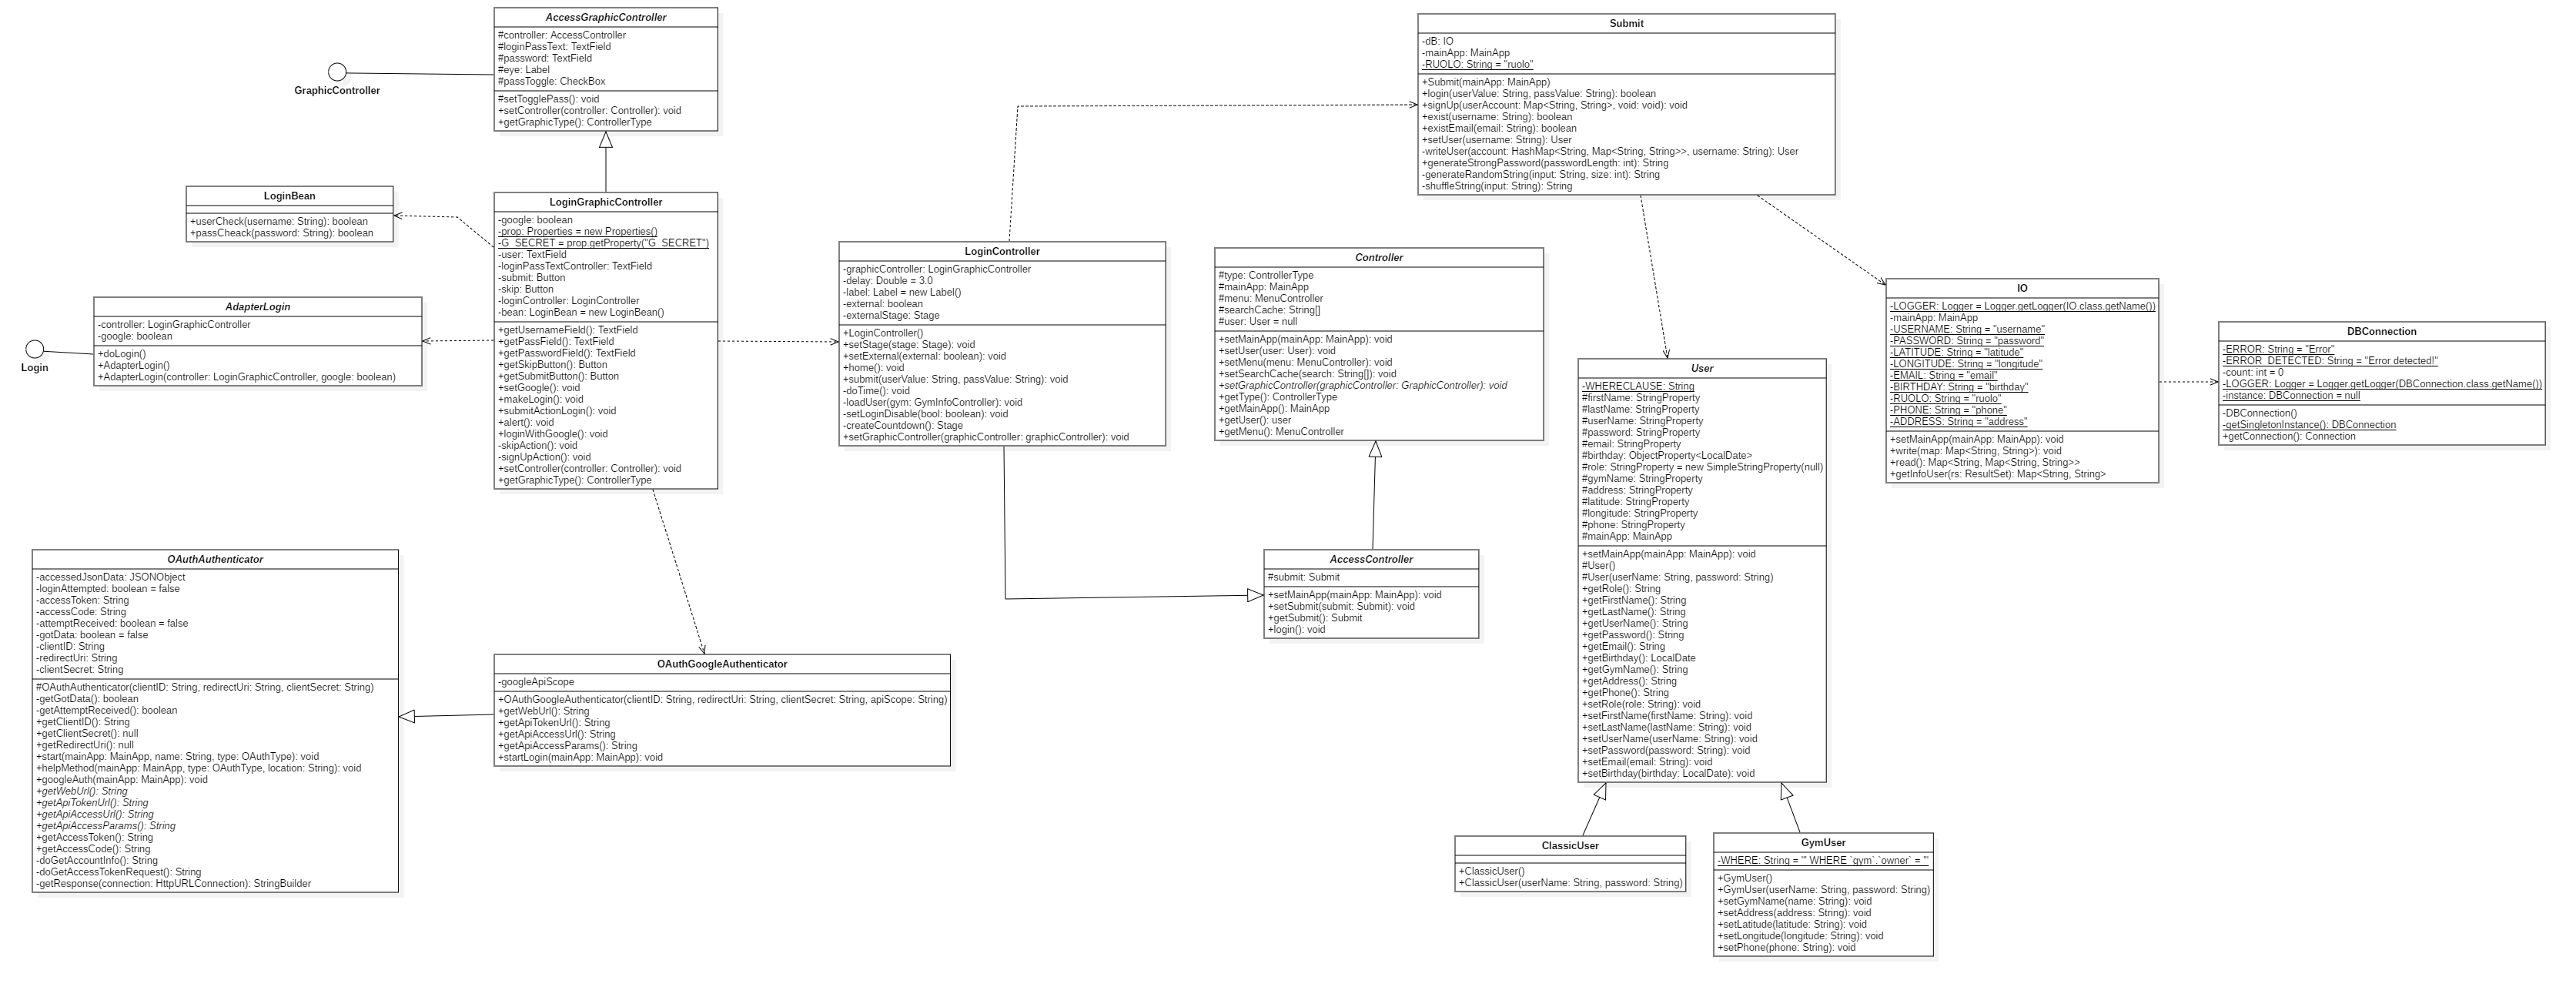 AccessGraphicController
#controller: AccessController
#loginPassText: TextField
#password: TextField
#eye: Label
#passToggle: CheckBox
#setTogglePass(): void
+setController(controller: Controller): void
+getGraphicType(): ControllerType
GraphicController
LoginBean
+userCheck(username: String): boolean
+passCheack(password: String): boolean
LoginGraphicController
-google: boolean
-prop: Properties = new Properties()
-G_SECRET = prop.getProperty("G_SECRET")
-user: TextField
-loginPassTextController: TextField
-submit: Button
-skip: Button
-loginController: LoginController
-bean: LoginBean = new LoginBean()
+getUsernameField(): TextField
+getPassField(): TextField
+getPasswordField(): TextField
+getSkipButton(): Button
+getSubmitButton(): Button
+setGoogle(): void
+makeLogin(): void
+submitActionLogin(): void
+alert(): void
+loginWithGoogle(): void
-skipAction(): void
-signUpAction(): void
+setController(controller: Controller): void
+getGraphicType(): ControllerType
AdapterLogin
-controller: LoginGraphicController
-google: boolean
+doLogin()
+AdapterLogin()
+AdapterLogin(controller: LoginGraphicController, google: boolean)
Login
OAuthAuthenticator
-accessedJsonData: JSONObject
-loginAttempted: boolean = false
-accessToken: String
-accessCode: String
-attemptReceived: boolean = false
-gotData: boolean = false
-clientID: String
-redirectUri: String
-clientSecret: String
#OAuthAuthenticator(clientID: String, redirectUri: String, clientSecret: String)
-getGotData(): boolean
-getAttemptReceived(): boolean
+getClientID(): String
+getClientSecret(): null
+getRedirectUri(): null
+start(mainApp: MainApp, name: String, type: OAuthType): void
+helpMethod(mainApp: MainApp, type: OAuthType, location: String): void
+googleAuth(mainApp: MainApp): void
+getWebUrl(): String
+getApiTokenUrl(): String
+getApiAccessUrl(): String
+getApiAccessParams(): String
+getAccessToken(): String
+getAccessCode(): String
-doGetAccountInfo(): String
-doGetAccessTokenRequest(): String
-getResponse(connection: HttpURLConnection): StringBuilder
OAuthGoogleAuthenticator
-googleApiScope
+OAuthGoogleAuthenticator(clientID: String, redirectUri: String, clientSecret: String, apiScope: String)
+getWebUrl(): String
+getApiTokenUrl(): String
+getApiAccessUrl(): String
+getApiAccessParams(): String
+startLogin(mainApp: MainApp): void
LoginController
-graphicController: LoginGraphicController
-delay: Double = 3.0
-label: Label = new Label()
-external: boolean
-externalStage: Stage
+LoginController()
+setStage(stage: Stage): void
+setExternal(external: boolean): void
+home(): void
+submit(userValue: String, passValue: String): void
-doTime(): void
-loadUser(gym: GymInfoController): void
-setLoginDisable(bool: boolean): void
-createCountdown(): Stage
+setGraphicController(graphicController: graphicController): void
Controller
#type: ControllerType
#mainApp: MainApp
#menu: MenuController
#searchCache: String[]
#user: User = null
+setMainApp(mainApp: MainApp): void
+setUser(user: User): void
+setMenu(menu: MenuController): void
+setSearchCache(search: String[]): void
+setGraphicController(graphicController: GraphicController): void
+getType(): ControllerType
+getMainApp(): MainApp
+getUser(): user
+getMenu(): MenuController
AccessController
#submit: Submit
+setMainApp(mainApp: MainApp): void
+setSubmit(submit: Submit): void
+getSubmit(): Submit
+login(): void
Submit
-dB: IO
-mainApp: MainApp
-RUOLO: String = "ruolo"
+Submit(mainApp: MainApp)
+login(userValue: String, passValue: String): boolean
+signUp(userAccount: Map<String, String>, void: void): void
+exist(username: String): boolean
+existEmail(email: String): boolean
+setUser(username: String): User
-writeUser(account: HashMap<String, Map<String, String>>, username: String): User
+generateStrongPassword(passwordLength: int): String
-generateRandomString(input: String, size: int): String
-shuffleString(input: String): String
User
-WHERECLAUSE: String
#firstName: StringProperty
#lastName: StringProperty
#userName: StringProperty
#password: StringProperty
#email: StringProperty
#birthday: ObjectProperty<LocalDate>
#role: StringProperty = new SimpleStringProperty(null)
#gymName: StringProperty
#address: StringProperty
#latitude: StringProperty
#longitude: StringProperty
#phone: StringProperty
#mainApp: MainApp
+setMainApp(mainApp: MainApp): void
#User()
#User(userName: String, password: String)
+getRole(): String
+getFirstName(): String
+getLastName(): String
+getUserName(): String
+getPassword(): String
+getEmail(): String
+getBirthday(): LocalDate
+getGymName(): String
+getAddress(): String
+getPhone(): String
+setRole(role: String): void
+setFirstName(firstName: String): void
+setLastName(lastName: String): void
+setUserName(userName: String): void
+setPassword(password: String): void
+setEmail(email: String): void
+setBirthday(birthday: LocalDate): void
ClassicUser
+ClassicUser()
+ClassicUser(userName: String, password: String)
GymUser
-WHERE: String = "' WHERE `gym`.`owner` = '"
+GymUser()
+GymUser(userName: String, password: String)
+setGymName(name: String): void
+setAddress(address: String): void
+setLatitude(latitude: String): void
+setLongitude(longitude: String): void
+setPhone(phone: String): void
IO
-LOGGER: Logger = Logger.getLogger(IO.class.getName())
-mainApp: MainApp
-USERNAME: String = "username"
-PASSWORD: String = "password"
-LATITUDE: String = "latitude"
-LONGITUDE: String = "longitude"
-EMAIL: String = "email"
-BIRTHDAY: String = "birthday"
-RUOLO: String = "ruolo"
-PHONE: String = "phone"
-ADDRESS: String = "address"
+setMainApp(mainApp: MainApp): void
+write(map: Map<String, String>): void
+read(): Map<String, Map<String, String>>
+getInfoUser(rs: ResultSet): Map<String, String>
DBConnection
-ERROR: String = "Error"
-ERROR_DETECTED: String = "Error detected!"
-count: int = 0
-LOGGER: Logger = Logger.getLogger(DBConnection.class.getName())
-instance: DBConnection = null
-DBConnection()
-getSingletonInstance(): DBConnection
+getConnection(): Connection